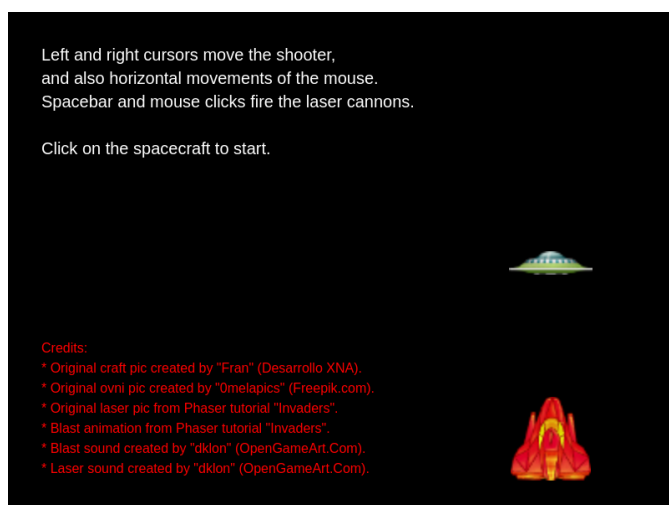 Left and right cursors move the shooter,
and also horizontal movements of the mouse.
Spacebar and mouse clicks fire the laser cannons.
Click on the spacecraft to start.
Credits:
* Original craft pic created by "Fran" (Desarrollo XNA).
* Original ovni pic created by "0melapics" (Freepik.com).
* Original laser pic from Phaser tutorial "Invaders".
* Blast animation from Phaser tutorial "Invaders".
* Blast sound created by "dklon" (OpenGameArt.Com).
* Laser sound created by "dklon" (OpenGameArt.Com).